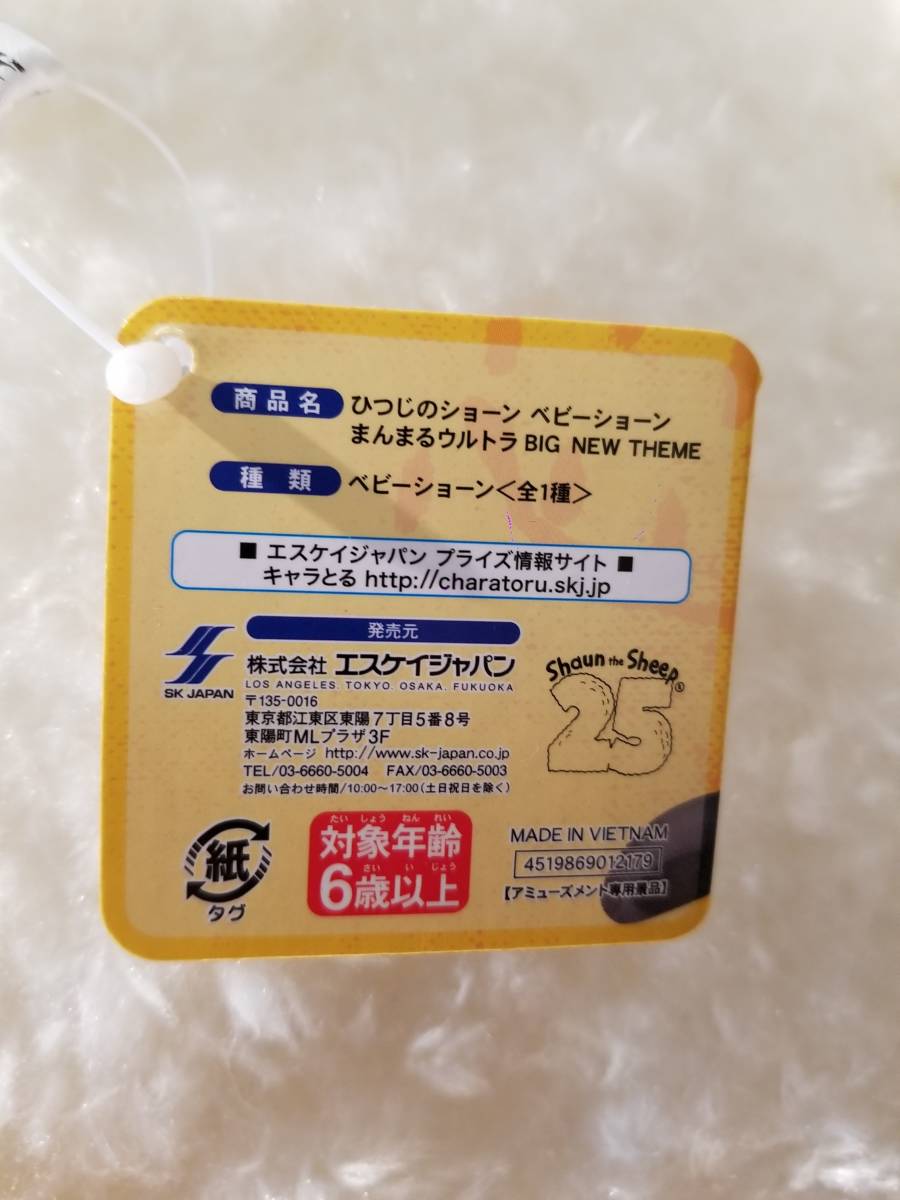 商品名 ひつじのショーン ベビーショーン
まんまるウルトラ BIG NEW THEME
種類 ベビーショーン<全1種>
■ エスケイジャパン プライズ情報サイト ■
キャラとる http://charatoru.skj.jp
発売元
SK JAPAN
株式会社 エスケイジャパン
LOS ANGELES. TOKYO. OSAKA. FUKUOKA
〒135-0016
東京都江東区東陽7丁目5番8号
東陽町MLプラザ3F
ホームページ http://www.sk-japan.co.jp
TEL/03-6660-5004 FAX/03-6660-5003
お問い合わせ時間/10:00〜17:00(土日祝日を除く)
Shaun the Sheep®
25
紙
タグ
たいしょう ねんれい
対象年齢
さい い じょう
6歳以上
MADE IN VIETNAM
4519869012179
【アミューズメント専用景品】